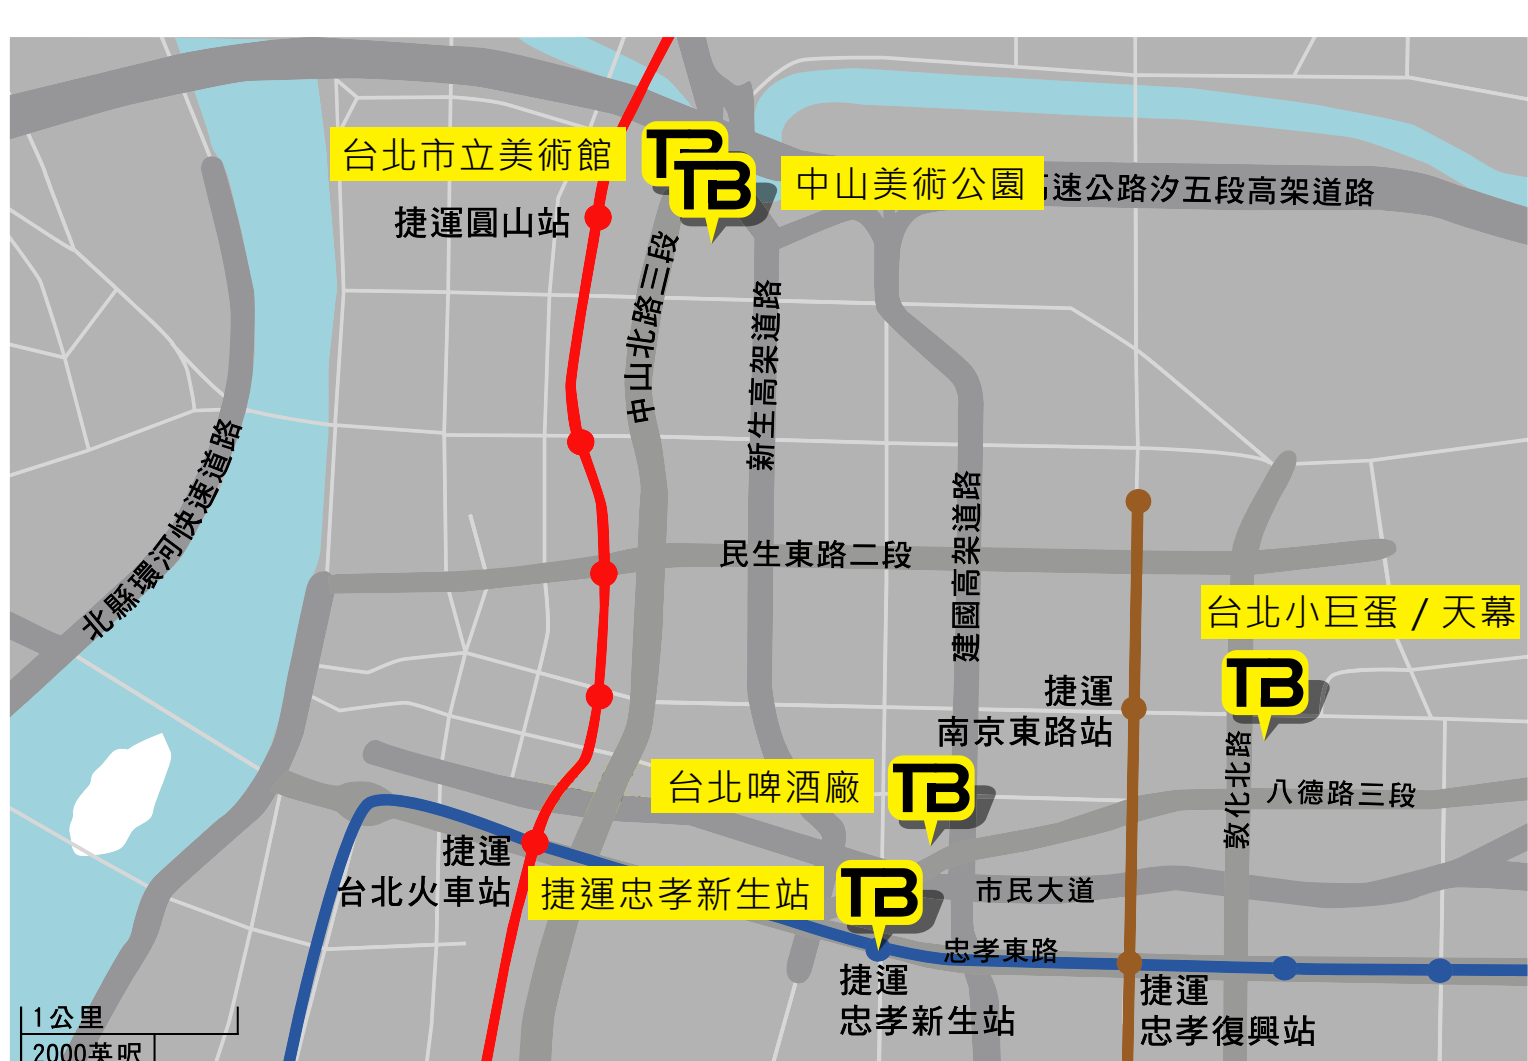 台北市立美術館
TB
TB
中山美術公園
高速公路汐五段高架道路
捷運圓山站
中山北路三段
新生高架道路
北縣環河快速道路
民生東路二段
建國高架道路
台北小巨蛋 / 天幕
TB
捷運
南京東路站
敦化北路
八德路三段
台北啤酒廠
TB
捷運
台北火車站
捷運忠孝新生站
TB
市民大道
忠孝東路
捷運
忠孝新生站
捷運
忠孝復興站
1公里
2000英呎